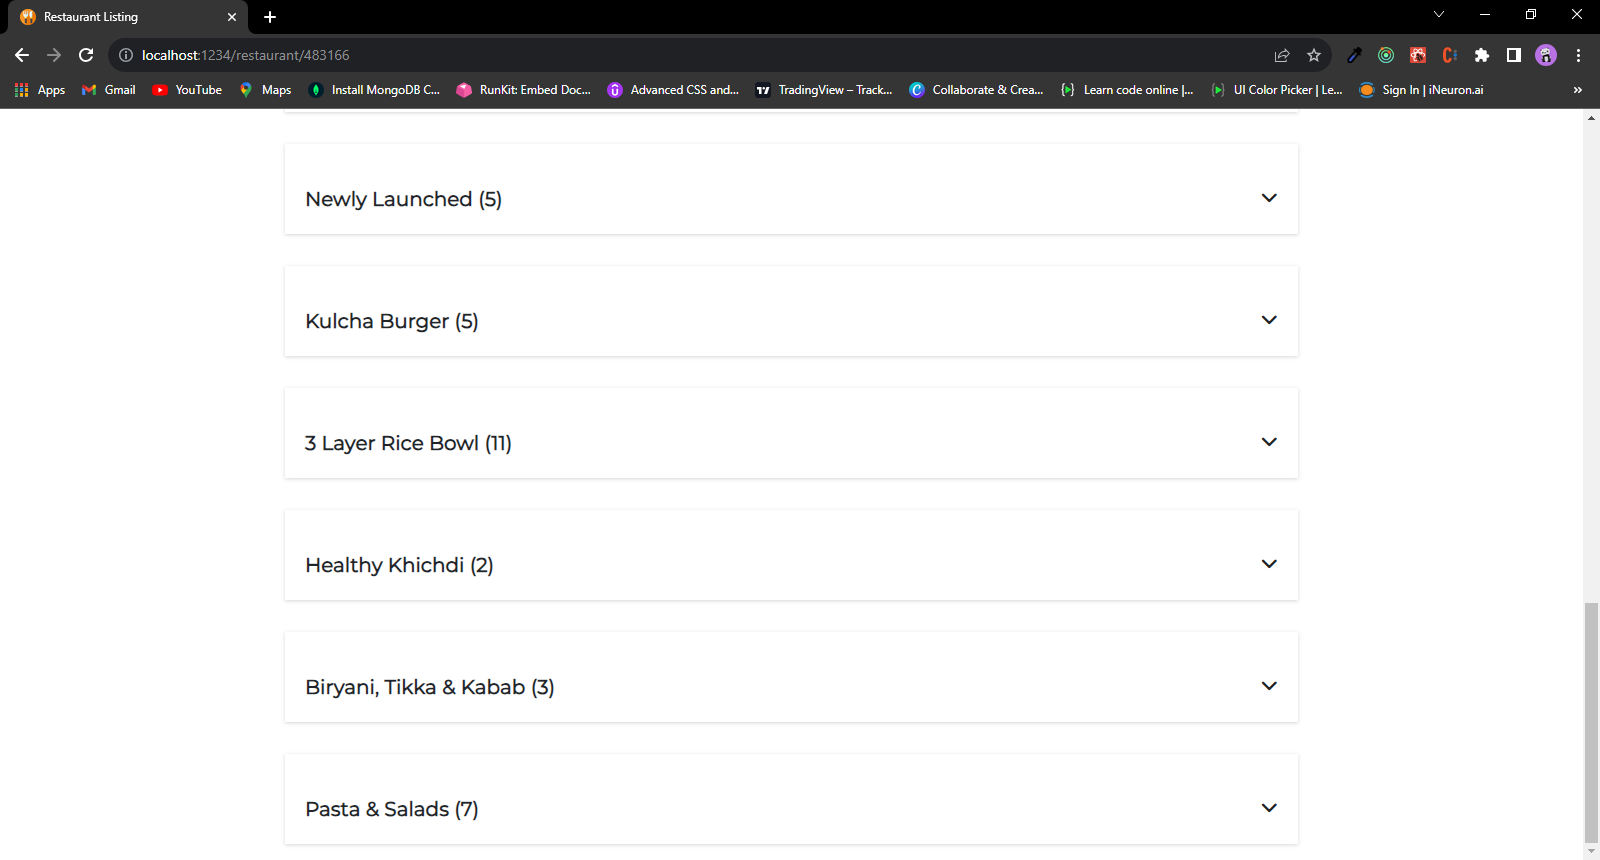 Restaurant Listing
localhost:1234/restaurant/483166
Apps Gmail YouTube Maps Install MongoDB C... RunKit: Embed Doc... Advanced CSS and... TradingView – Track... Collaborate & Crea... Learn code online |... UI Color Picker | Le... Sign In | iNeuron.ai »
Newly Launched (5)
Kulcha Burger (5)
3 Layer Rice Bowl (11)
Healthy Khichdi (2)
Biryani, Tikka & Kabab (3)
Pasta & Salads (7)